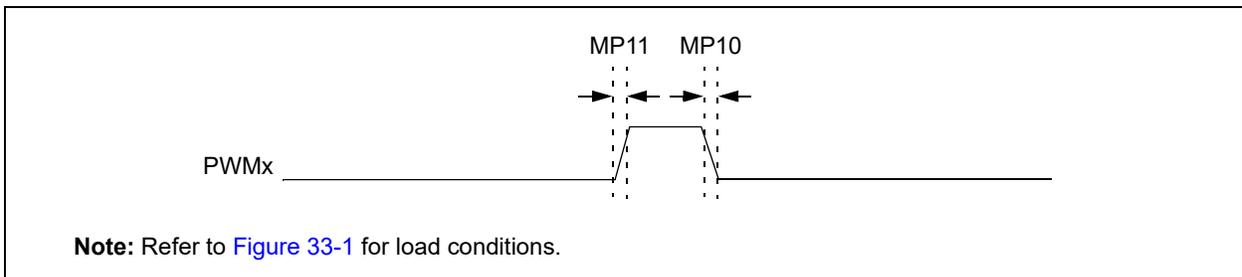 MP11 MP10
PWMx
Note: Refer to Figure 33-1 for load conditions.